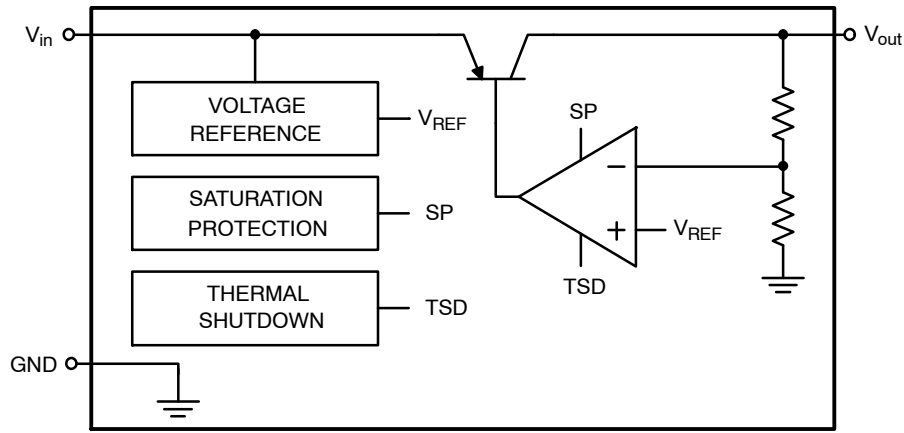 Vin
Vout
VOLTAGE
REFERENCE
VREF
SP
−
+
VREF
TSD
SATURATION
PROTECTION
SP
THERMAL
SHUTDOWN
TSD
GND